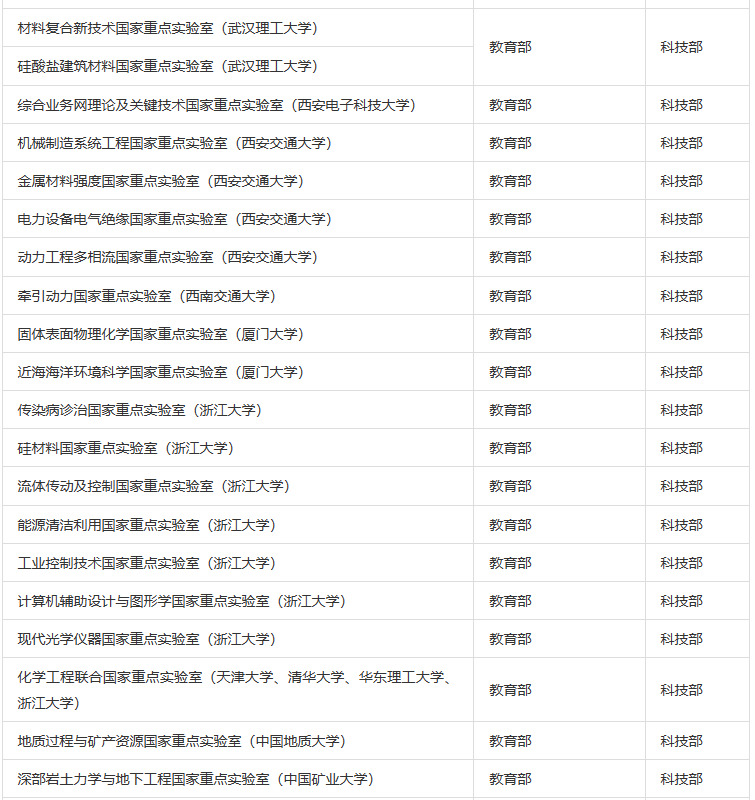 材料复合新技术国家重点实验室（武汉理工大学）
教育部
科技部
硅酸盐建筑材料国家重点实验室（武汉理工大学）
综合业务网理论及关键技术国家重点实验室（西安电子科技大学） 教育部 科技部
机械制造系统工程国家重点实验室（西安交通大学） 教育部 科技部
金属材料强度国家重点实验室（西安交通大学） 教育部 科技部
电力设备电气绝缘国家重点实验室（西安交通大学） 教育部 科技部
动力工程多相流国家重点实验室（西安交通大学） 教育部 科技部
牵引动力国家重点实验室（西南交通大学） 教育部 科技部
固体表面物理化学国家重点实验室（厦门大学） 教育部 科技部
近海海洋环境科学国家重点实验室（厦门大学） 教育部 科技部
传染病诊治国家重点实验室（浙江大学） 教育部 科技部
硅材料国家重点实验室（浙江大学） 教育部 科技部
流体传动及控制国家重点实验室（浙江大学） 教育部 科技部
能源清洁利用国家重点实验室（浙江大学） 教育部 科技部
工业控制技术国家重点实验室（浙江大学） 教育部 科技部
计算机辅助设计与图形学国家重点实验室（浙江大学） 教育部 科技部
现代光学仪器国家重点实验室（浙江大学） 教育部 科技部
化学工程联合国家重点实验室（天津大学、清华大学、华东理工大学、
浙江大学）
教育部 科技部
地质过程与矿产资源国家重点实验室（中国地质大学） 教育部 科技部
深部岩土力学与地下工程国家重点实验室（中国矿业大学） 教育部 科技部